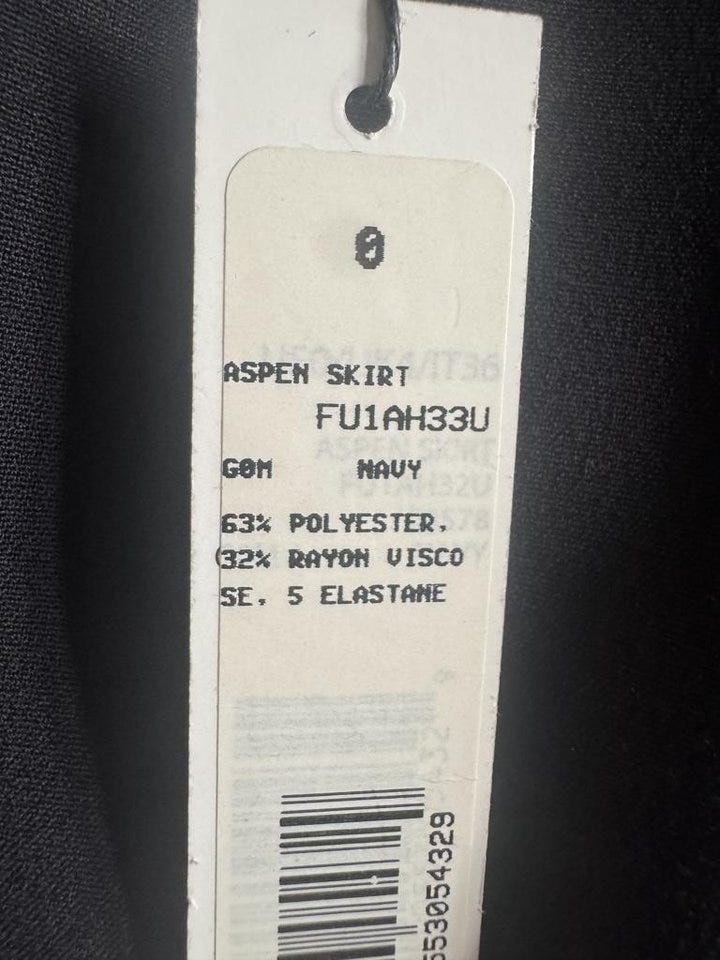 0
ASPEN SKIRT
FU1AH33U
G0M NAVY
63% POLYESTER,
32% RAYON VISCO
SE, 5 ELASTANE
553054329